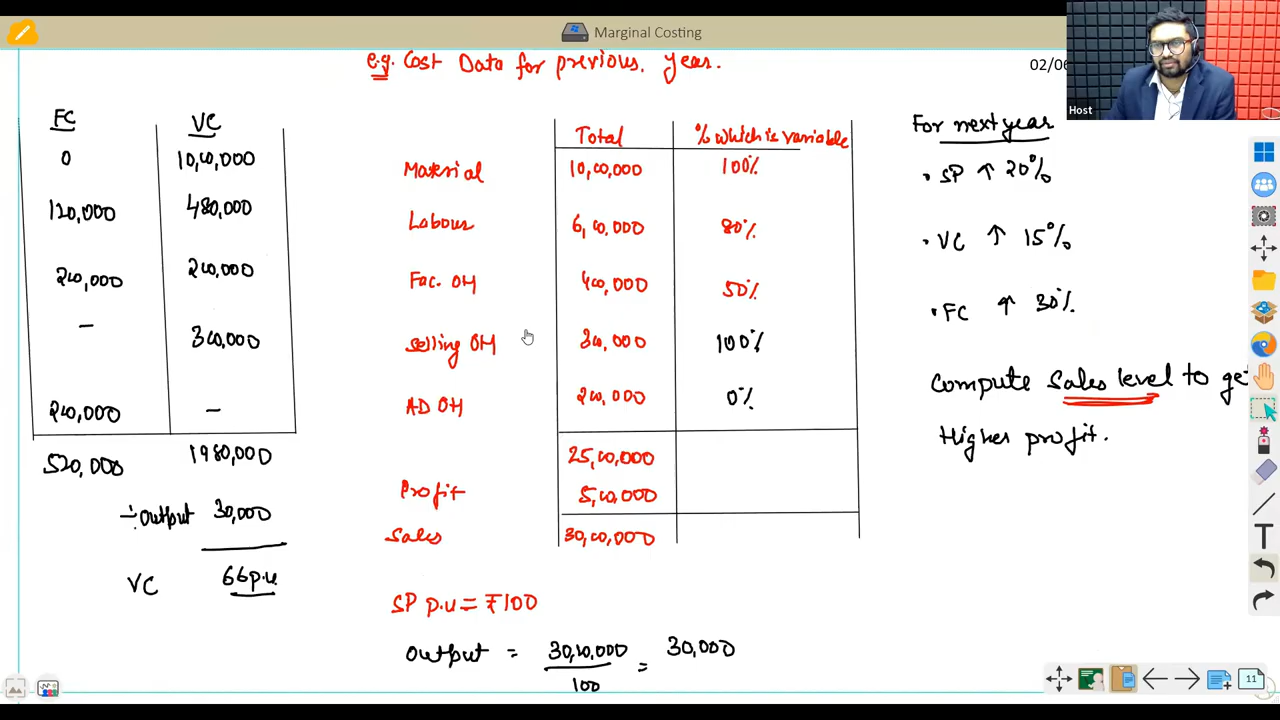 Marginal Costing
e.g. Cost Data for previous. year.
02/06
Host
FC VC
0 10,00,000
120,000 480,000
200,000 200,000
— 300,000
200,000 —
520,000 1980,000
÷ output 30,000
VC 66 p.u.
Total % which is variable
Material 10,00,000 100%
Labour 6,00,000 80%
Fac. OH 400,000 50%
Selling OH 300,000 100%
AD OH 200,000 0%
25,00,000
Profit 5,00,000
Sales 30,00,000
SP p.u = ₹100
Output = 30,00,000 / 100 = 30,000
For next year
• SP ↑ 20%
• VC ↑ 15%
• FC ↑ 30%
Compute Sales level to ge
Higher profit.
T
11